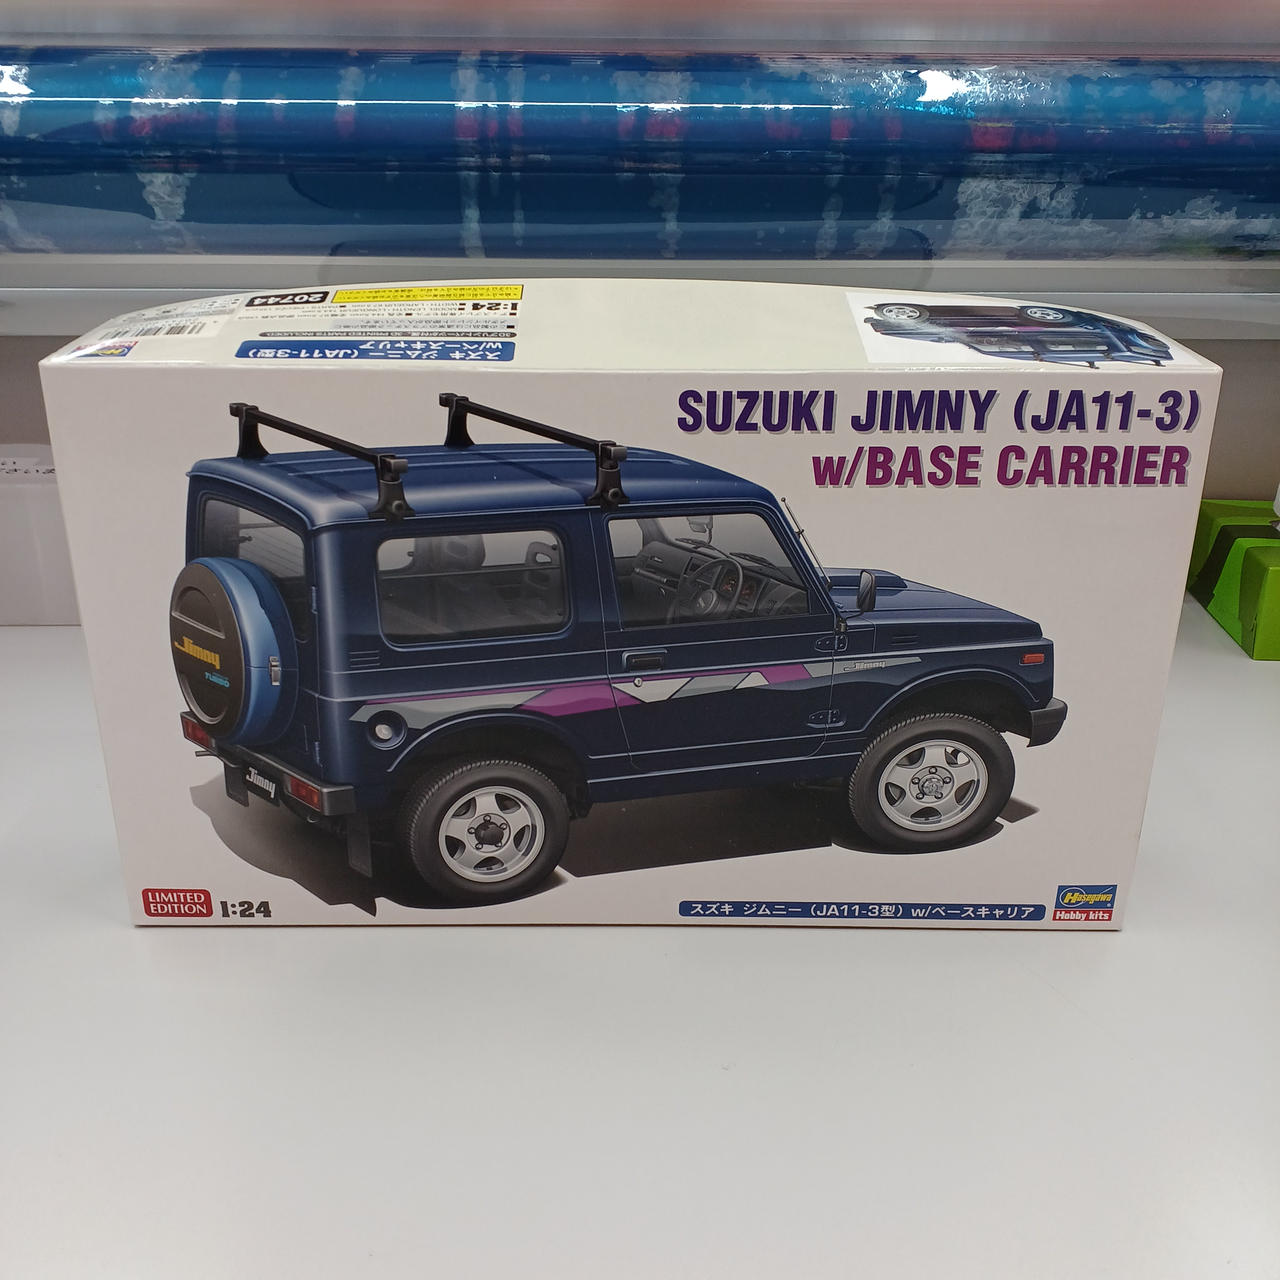 20744
1:24
スズキ ジムニー (JA11-3型)
w/ベースキャリア
SUZUKI JIMNY (JA11-3)
w/BASE CARRIER
Jimny
TURBO
Jimny
Jimny
LIMITED
EDITION
1:24
スズキ ジムニー (JA11-3型) w/ベースキャリア
Hasegawa
Hobby kits